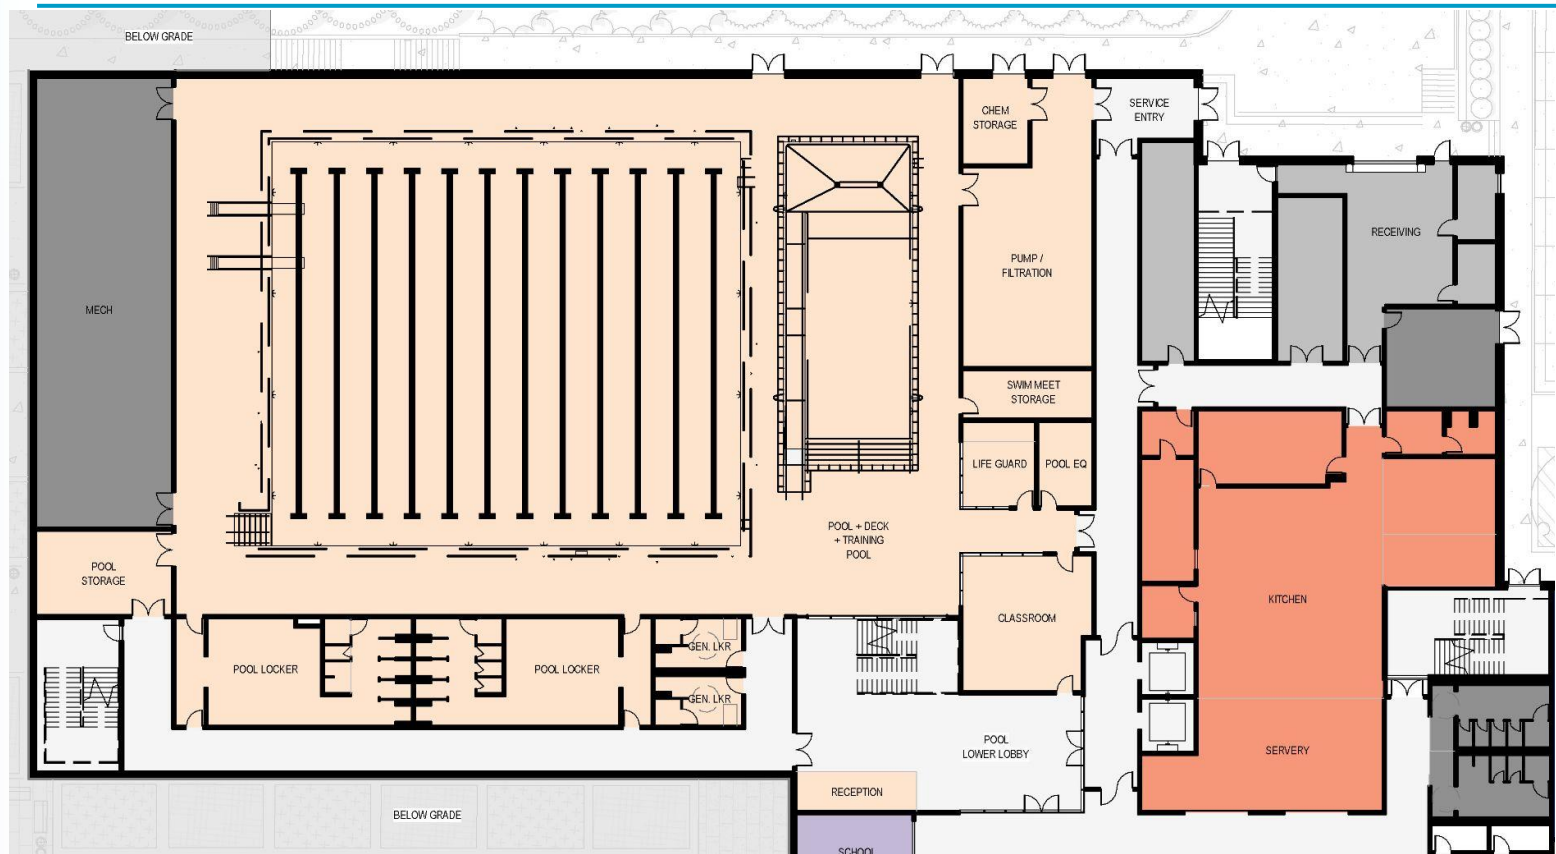 BELOW GRADE
CHEM
STORAGE
SERVICE
ENTRY
RECEIVING
PUMP /
FILTRATION
MECH
SWIM MEET
STORAGE
LIFE GUARD
POOL EQ
POOL + DECK
+ TRAINING
POOL
POOL
STORAGE
KITCHEN
CLASSROOM
GEN. LKR
POOL LOCKER
POOL LOCKER
GEN. LKR
POOL
LOWER LOBBY
SERVERY
RECEPTION
BELOW GRADE
SCHOOL